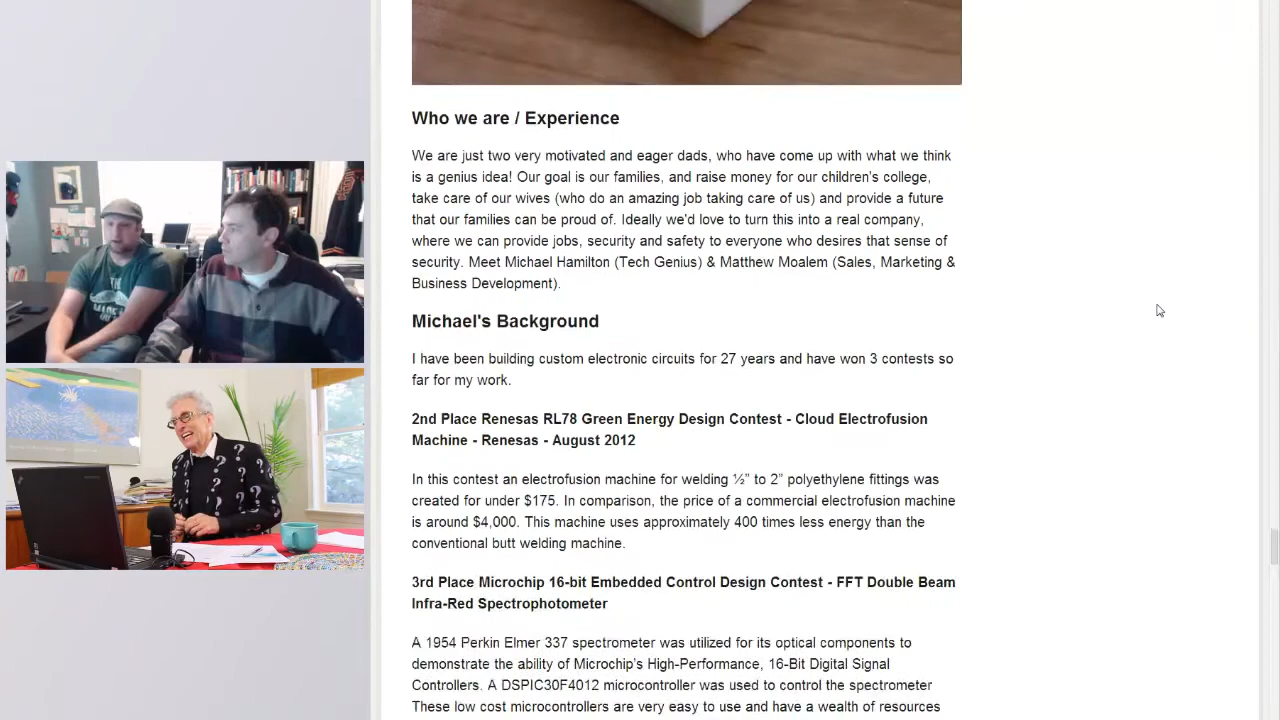 Who we are / Experience
We are just two very motivated and eager dads, who have come up with what we think
is a genius idea! Our goal is our families, and raise money for our children's college,
take care of our wives (who do an amazing job taking care of us) and provide a future
that our families can be proud of. Ideally we'd love to turn this into a real company,
where we can provide jobs, security and safety to everyone who desires that sense of
security. Meet Michael Hamilton (Tech Genius) & Matthew Moalem (Sales, Marketing &
Business Development).
Michael's Background
I have been building custom electronic circuits for 27 years and have won 3 contests so
far for my work.
2nd Place Renesas RL78 Green Energy Design Contest - Cloud Electrofusion
Machine - Renesas - August 2012
In this contest an electrofusion machine for welding ½” to 2” polyethylene fittings was
created for under $175. In comparison, the price of a commercial electrofusion machine
is around $4,000. This machine uses approximately 400 times less energy than the
conventional butt welding machine.
3rd Place Microchip 16-bit Embedded Control Design Contest - FFT Double Beam
Infra-Red Spectrophotometer
A 1954 Perkin Elmer 337 spectrometer was utilized for its optical components to
demonstrate the ability of Microchip's High-Performance, 16-Bit Digital Signal
Controllers. A DSPIC30F4012 microcontroller was used to control the spectrometer
These low cost microcontrollers are very easy to use and have a wealth of resources